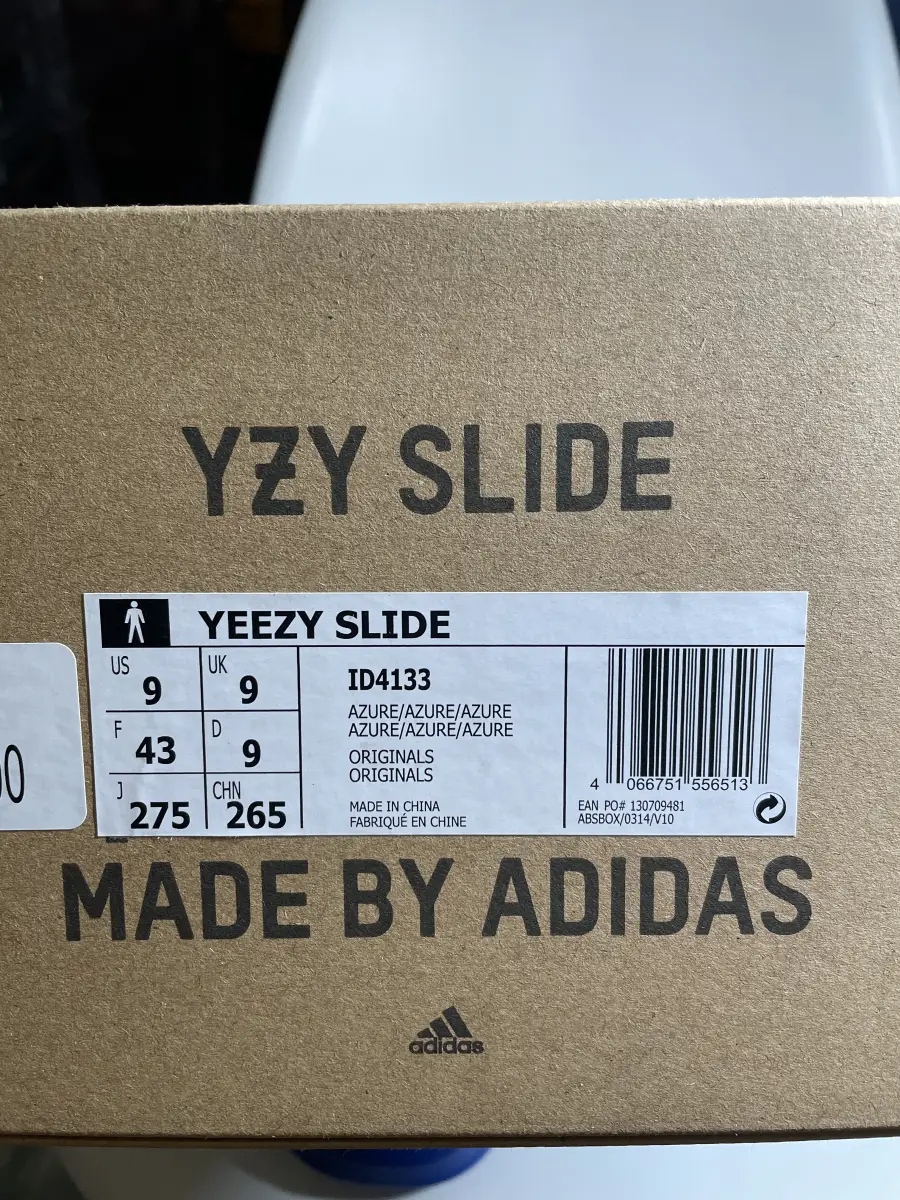 YZY SLIDE
YEEZY SLIDE
US 9
UK 9
F 43
D 9
J 275
CHN 265
ID4133
AZURE/AZURE/AZURE
AZURE/AZURE/AZURE
ORIGINALS
ORIGINALS
MADE IN CHINA
FABRIQUÉ EN CHINE
4 066751 556513
EAN PO# 130709481
ABSBOX/0314/V10
MADE BY ADIDAS
adidas